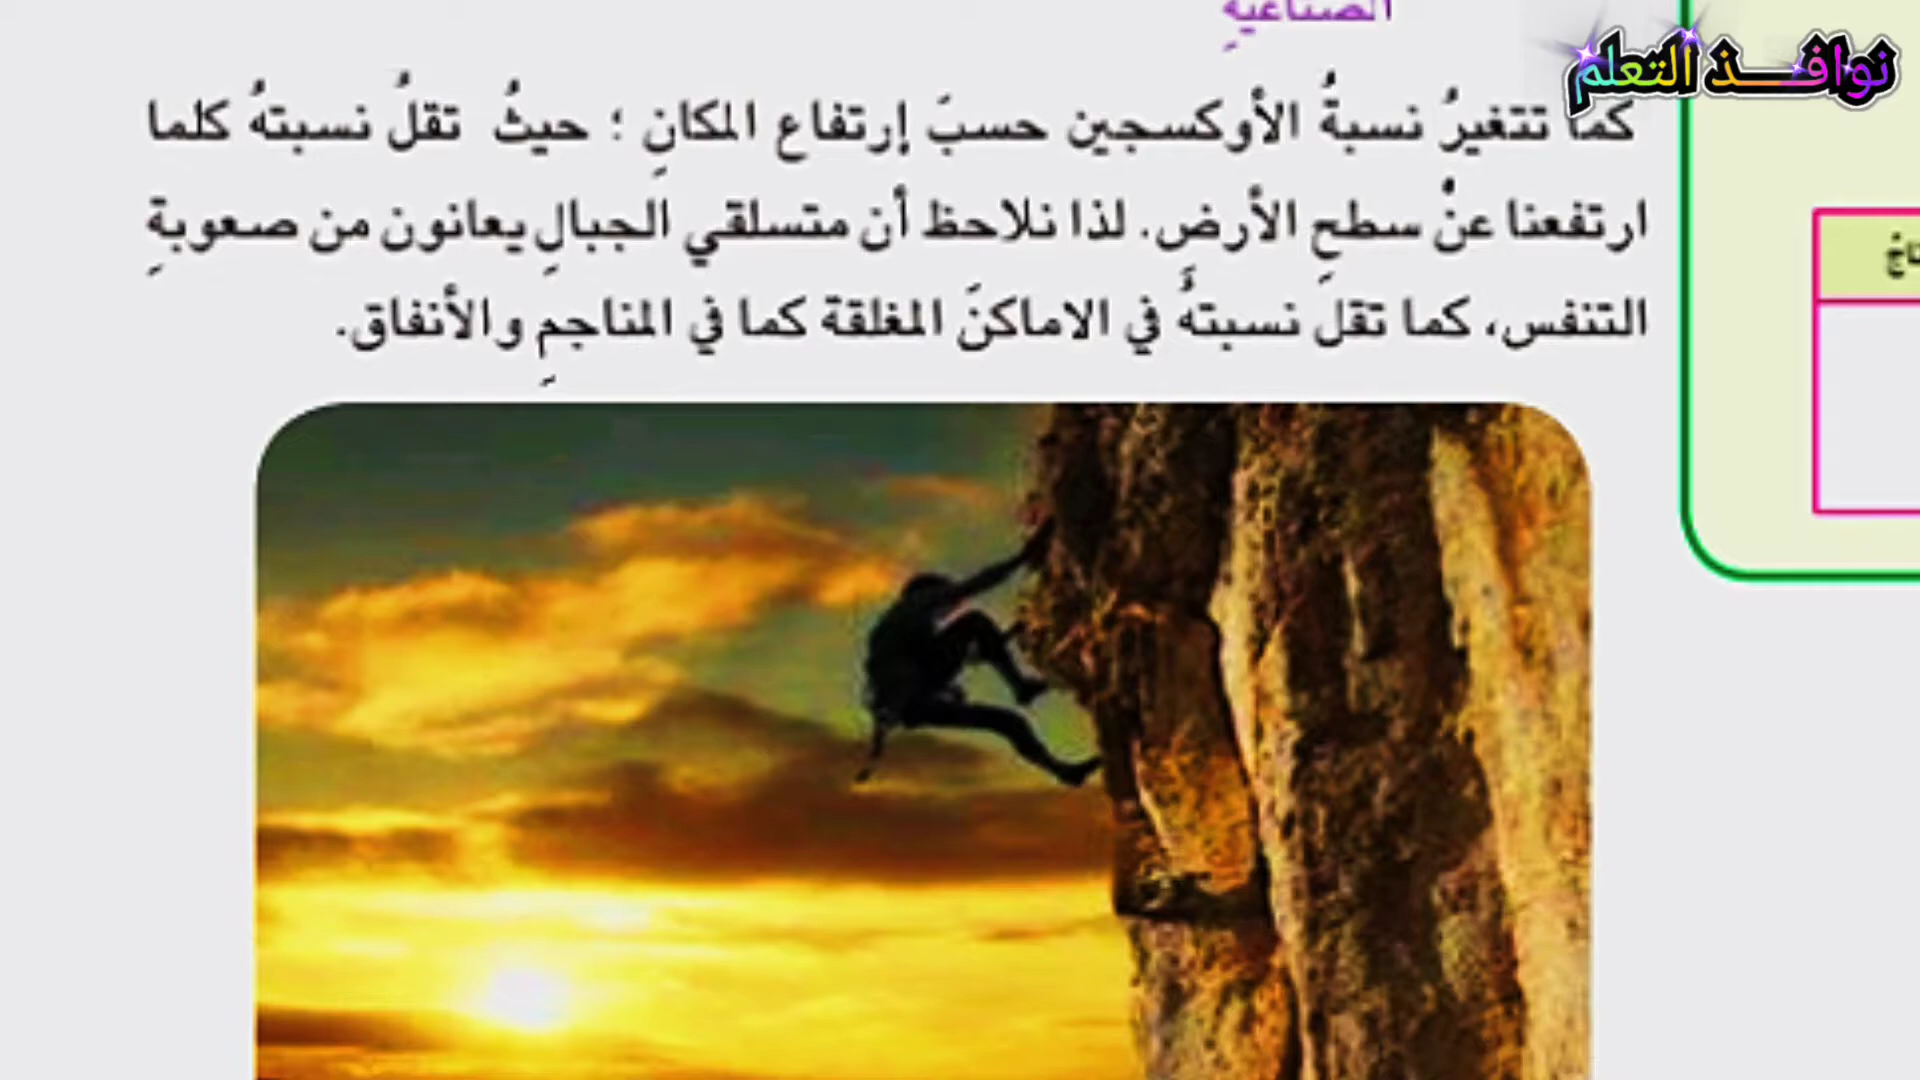 الصناعيةِ
نوافـــذ التعلم
كما تتغيرُ نسبةُ الأوكسجين حسبَ إرتفاع المكانِ ؛ حيثُ تقلُ نسبتهُ كلما
ارتفعنا عنْ سطحِ الأرضِ. لذا نلاحظ أن متسلقي الجبالِ يعانون من صعوبةِ
التنفس، كما تقلَ نسبتهُ في الاماكنَ المغلقة كما في المناجمِ والأنفاق.